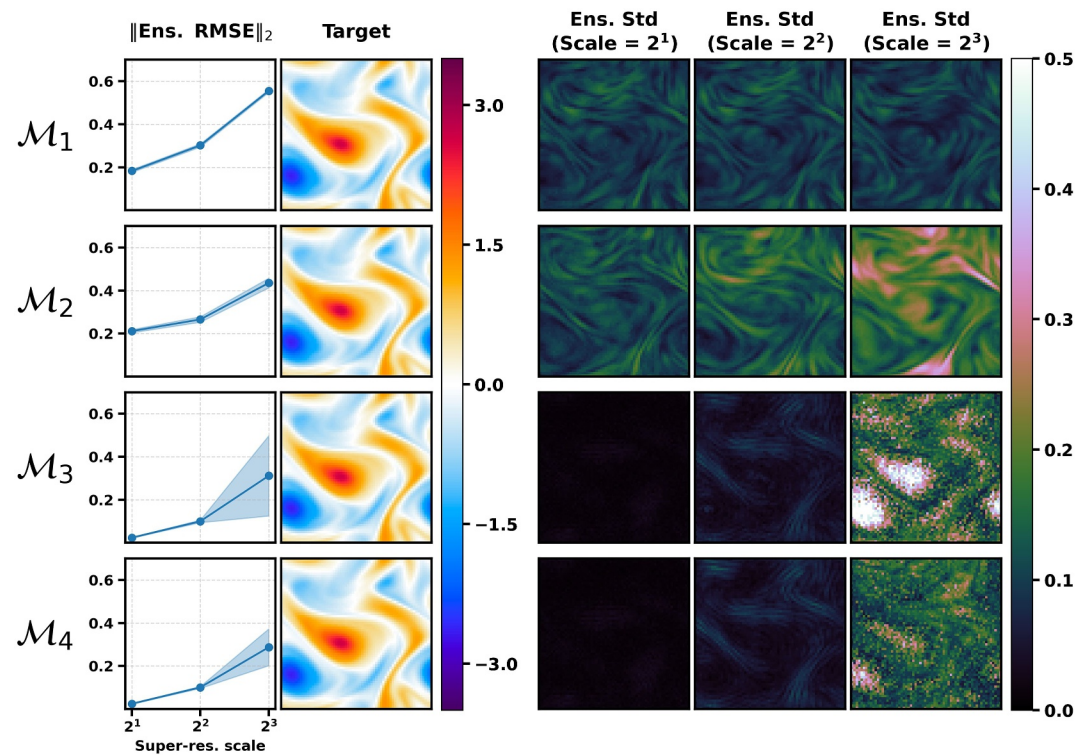 ‖Ens. RMSE‖₂
Target
Ens. Std
(Scale = 2¹)
Ens. Std
(Scale = 2²)
Ens. Std
(Scale = 2³)
ℳ₁
0.6
0.4
0.2
ℳ₂
0.6
0.4
0.2
ℳ₃
0.6
0.4
0.2
ℳ₄
0.6
0.4
0.2
2¹ 2² 2³
Super-res. scale
3.0
1.5
0.0
−1.5
−3.0
0.5
0.4
0.3
0.2
0.1
0.0